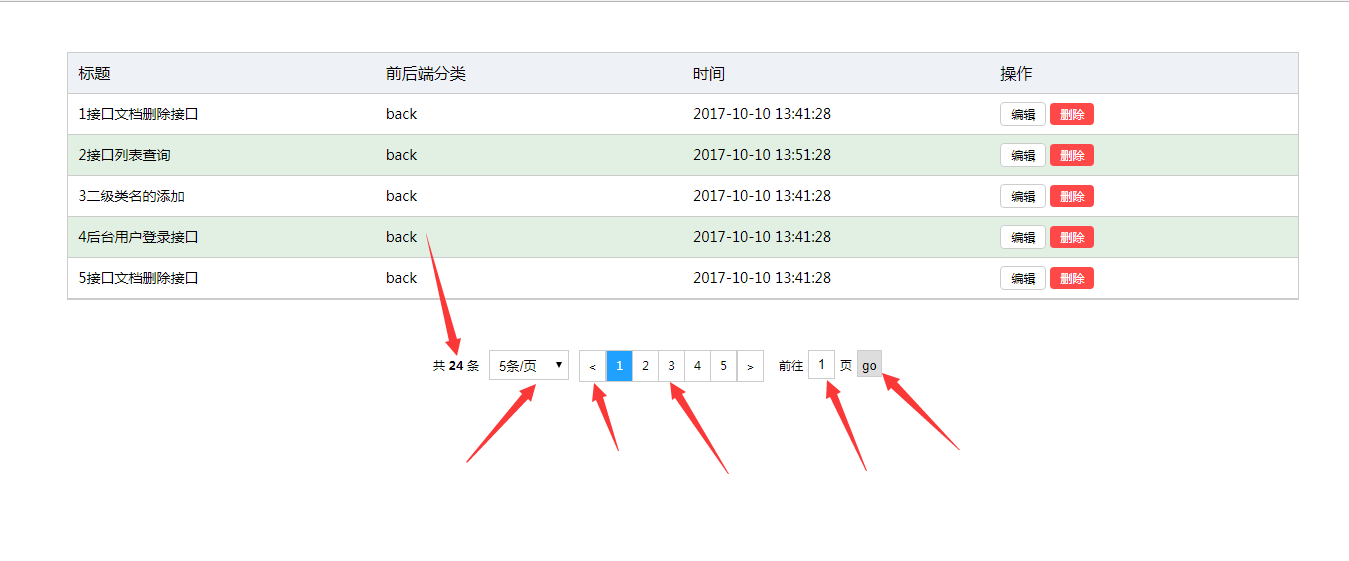 标题 前后端分类 时间 操作
1接口文档删除接口 back 2017-10-10 13:41:28 编辑 删除
2接口列表查询 back 2017-10-10 13:51:28 编辑 删除
3二级类名的添加 back 2017-10-10 13:41:28 编辑 删除
4后台用户登录接口 back 2017-10-10 13:41:28 编辑 删除
5接口文档删除接口 back 2017-10-10 13:41:28 编辑 删除
共 24 条 5条/页 < 1 2 3 4 5 > 前往 1 页 go